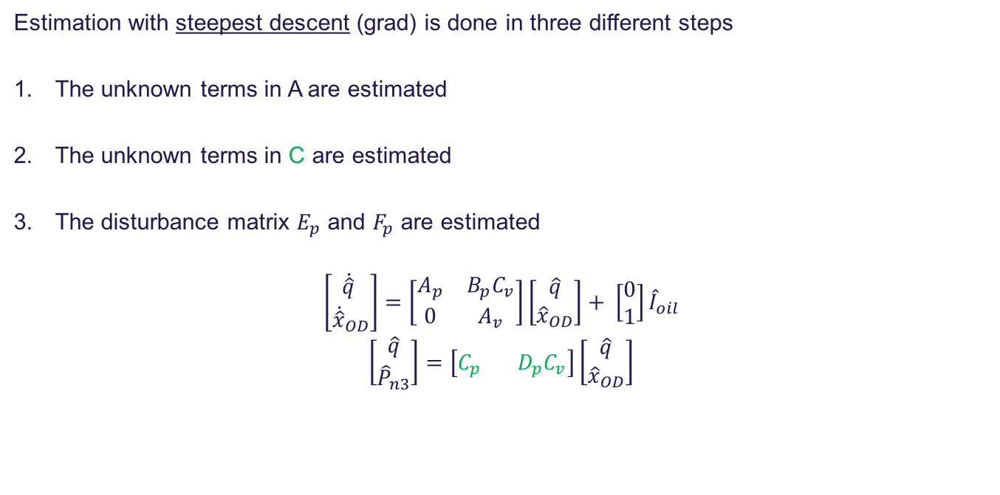 Estimation with steepest descent (grad) is done in three different steps
1. The unknown terms in A are estimated
2. The unknown terms in C are estimated
3. The disturbance matrix $E_p$ and $F_p$ are estimated
$\begin{bmatrix} \dot{\hat{q}} \\ \dot{\hat{x}}_{OD} \end{bmatrix} = \begin{bmatrix} A_p & B_p C_v \\ 0 & A_v \end{bmatrix} \begin{bmatrix} \hat{q} \\ \hat{x}_{OD} \end{bmatrix} + \begin{bmatrix} 0 \\ 1 \end{bmatrix} \hat{I}_{oil}$
$\begin{bmatrix} \hat{q} \\ \hat{P}_{n3} \end{bmatrix} = \begin{bmatrix} C_p & D_p C_v \end{bmatrix} \begin{bmatrix} \hat{q} \\ \hat{x}_{OD} \end{bmatrix}$